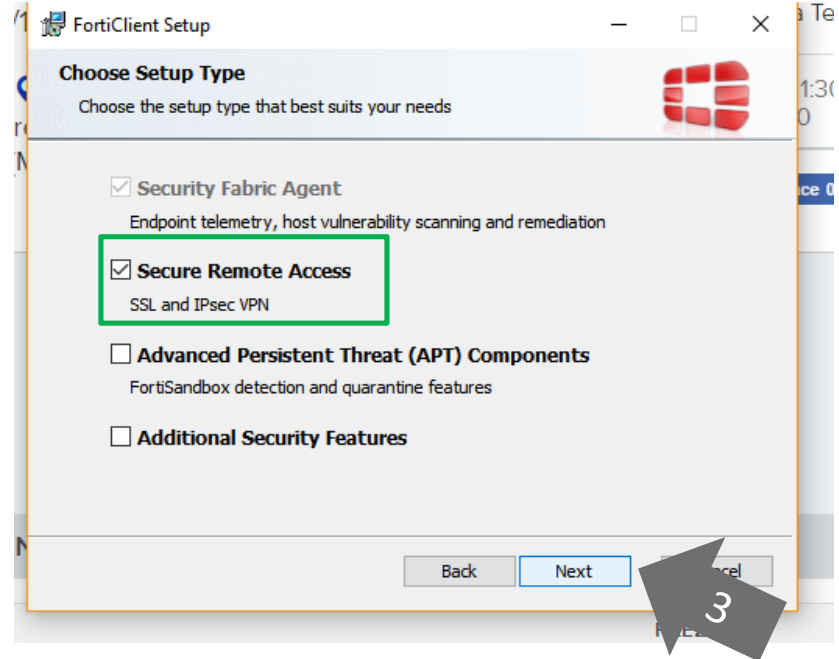 FortiClient Setup
Choose Setup Type
Choose the setup type that best suits your needs
Security Fabric Agent
Endpoint telemetry, host vulnerability scanning and remediation
Secure Remote Access
SSL and IPsec VPN
Advanced Persistent Threat (APT) Components
FortiSandbox detection and quarantine features
Additional Security Features
Back Next
3